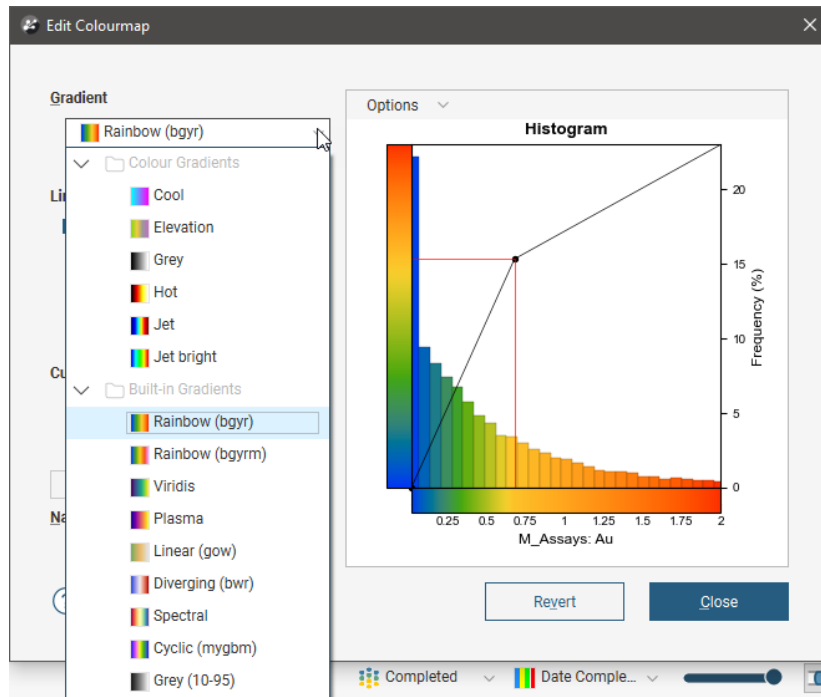 Edit Colourmap
Gradient
Rainbow (bgyr)
Colour Gradients
Cool
Elevation
Grey
Hot
Jet
Jet bright
Built-in Gradients
Rainbow (bgyr)
Rainbow (bgyrm)
Viridis
Plasma
Linear (gow)
Diverging (bwr)
Spectral
Cyclic (mygbm)
Grey (10-95)
Options
Histogram
20
15
10
5
0
Frequency (%)
0.25 0.5 0.75 1 1.25 1.5 1.75 2
M_Assays: Au
Revert
Close
Completed
Date Comple...